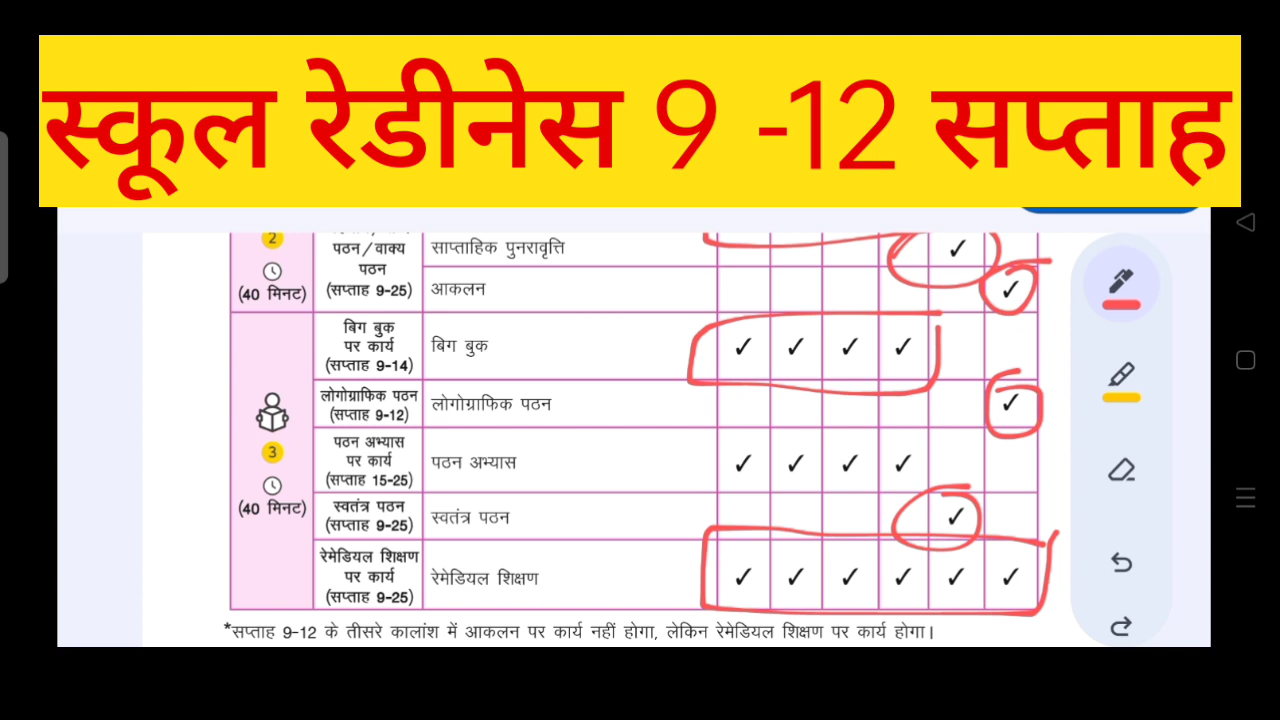 स्कूल रेडीनेस 9 -12 सप्ताह
2
पठन/वाक्य
पठन
(सप्ताह 9-25)
(40 मिनट)
साप्ताहिक पुनरावृत्ति ✓
आकलन ✓
बिग बुक
पर कार्य
(सप्ताह 9-14)
बिग बुक ✓ ✓ ✓ ✓
लोगोग्राफिक पठन
(सप्ताह 9-12)
लोगोग्राफिक पठन ✓
3
(40 मिनट)
पठन अभ्यास
पर कार्य
(सप्ताह 15-25)
पठन अभ्यास ✓ ✓ ✓ ✓
स्वतंत्र पठन
(सप्ताह 9-25)
स्वतंत्र पठन ✓
रेमेडियल शिक्षण
पर कार्य
(सप्ताह 9-25)
रेमेडियल शिक्षण ✓ ✓ ✓ ✓ ✓ ✓
*सप्ताह 9-12 के तीसरे कालांश में आकलन पर कार्य नहीं होगा, लेकिन रेमेडियल शिक्षण पर कार्य होगा।